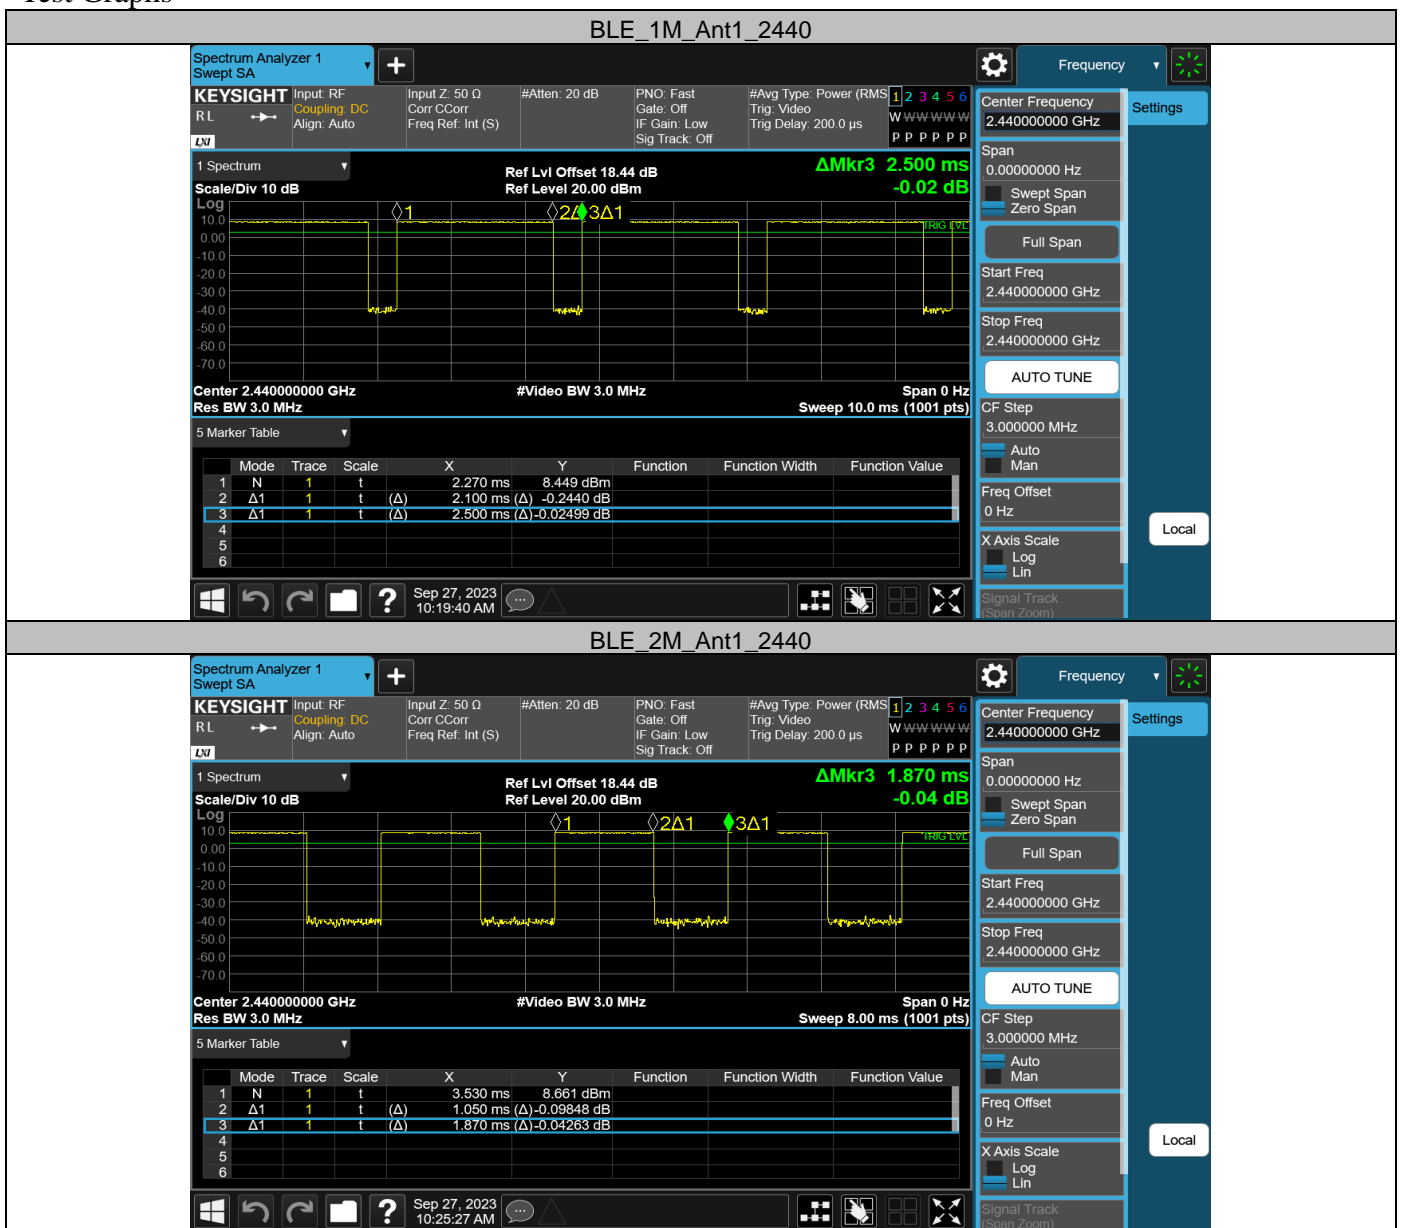 Test Graphs
BLE_1M_Ant1_2440
Spectrum Analyzer 1
Swept SA
Frequency
KEYSIGHT
RL
LXI
Input: RF
Coupling: DC
Align: Auto
Input Z: 50 Ω
Corr CCorr
Freq Ref: Int (S)
#Atten: 20 dB
PNO: Fast
Gate: Off
IF Gain: Low
Sig Track: Off
#Avg Type: Power (RMS
Trig: Video
Trig Delay: 200.0 µs
1 2 3 4 5 6
W W W W W W
P P P P P P
1 Spectrum
Scale/Div 10 dB
Ref Lvl Offset 18.44 dB
Ref Level 20.00 dBm
ΔMkr3 2.500 ms
-0.02 dB
Log
10.0
0.00
-10.0
-20.0
-30.0
-40.0
-50.0
-60.0
-70.0
1
2Δ
3Δ1
TRIG LVL
Center 2.440000000 GHz
Res BW 3.0 MHz
#Video BW 3.0 MHz
Span 0 Hz
Sweep 10.0 ms (1001 pts)
5 Marker Table
Mode Trace Scale X Y Function Function Width Function Value
1 N 1 t 2.270 ms 8.449 dBm
2 Δ1 1 t (Δ) 2.100 ms (Δ) -0.2440 dB
3 Δ1 1 t (Δ) 2.500 ms (Δ) -0.02499 dB
4
5
6
Sep 27, 2023
10:19:40 AM
Center Frequency
2.440000000 GHz
Settings
Span
0.00000000 Hz
Swept Span
Zero Span
Full Span
Start Freq
2.440000000 GHz
Stop Freq
2.440000000 GHz
AUTO TUNE
CF Step
3.000000 MHz
Auto
Man
Freq Offset
0 Hz
X Axis Scale
Log
Lin
Signal Track
(Span Zoom)
Local
BLE_2M_Ant1_2440
Spectrum Analyzer 1
Swept SA
Frequency
KEYSIGHT
RL
LXI
Input: RF
Coupling: DC
Align: Auto
Input Z: 50 Ω
Corr CCorr
Freq Ref: Int (S)
#Atten: 20 dB
PNO: Fast
Gate: Off
IF Gain: Low
Sig Track: Off
#Avg Type: Power (RMS
Trig: Video
Trig Delay: 200.0 µs
1 2 3 4 5 6
W W W W W W
P P P P P P
1 Spectrum
Scale/Div 10 dB
Ref Lvl Offset 18.44 dB
Ref Level 20.00 dBm
ΔMkr3 1.870 ms
-0.04 dB
Log
10.0
0.00
-10.0
-20.0
-30.0
-40.0
-50.0
-60.0
-70.0
1
2Δ1
3Δ1
TRIG LVL
Center 2.440000000 GHz
Res BW 3.0 MHz
#Video BW 3.0 MHz
Span 0 Hz
Sweep 8.00 ms (1001 pts)
5 Marker Table
Mode Trace Scale X Y Function Function Width Function Value
1 N 1 t 3.530 ms 8.661 dBm
2 Δ1 1 t (Δ) 1.050 ms (Δ) -0.09848 dB
3 Δ1 1 t (Δ) 1.870 ms (Δ) -0.04263 dB
4
5
6
Sep 27, 2023
10:25:27 AM
Center Frequency
2.440000000 GHz
Settings
Span
0.00000000 Hz
Swept Span
Zero Span
Full Span
Start Freq
2.440000000 GHz
Stop Freq
2.440000000 GHz
AUTO TUNE
CF Step
3.000000 MHz
Auto
Man
Freq Offset
0 Hz
X Axis Scale
Log
Lin
Signal Track
(Span Zoom)
Local